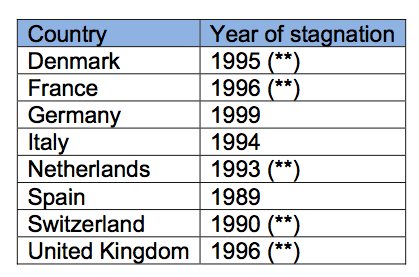 Country Year of stagnation
Denmark 1995 (**)
France 1996 (**)
Germany 1999
Italy 1994
Netherlands 1993 (**)
Spain 1989
Switzerland 1990 (**)
United Kingdom 1996 (**)